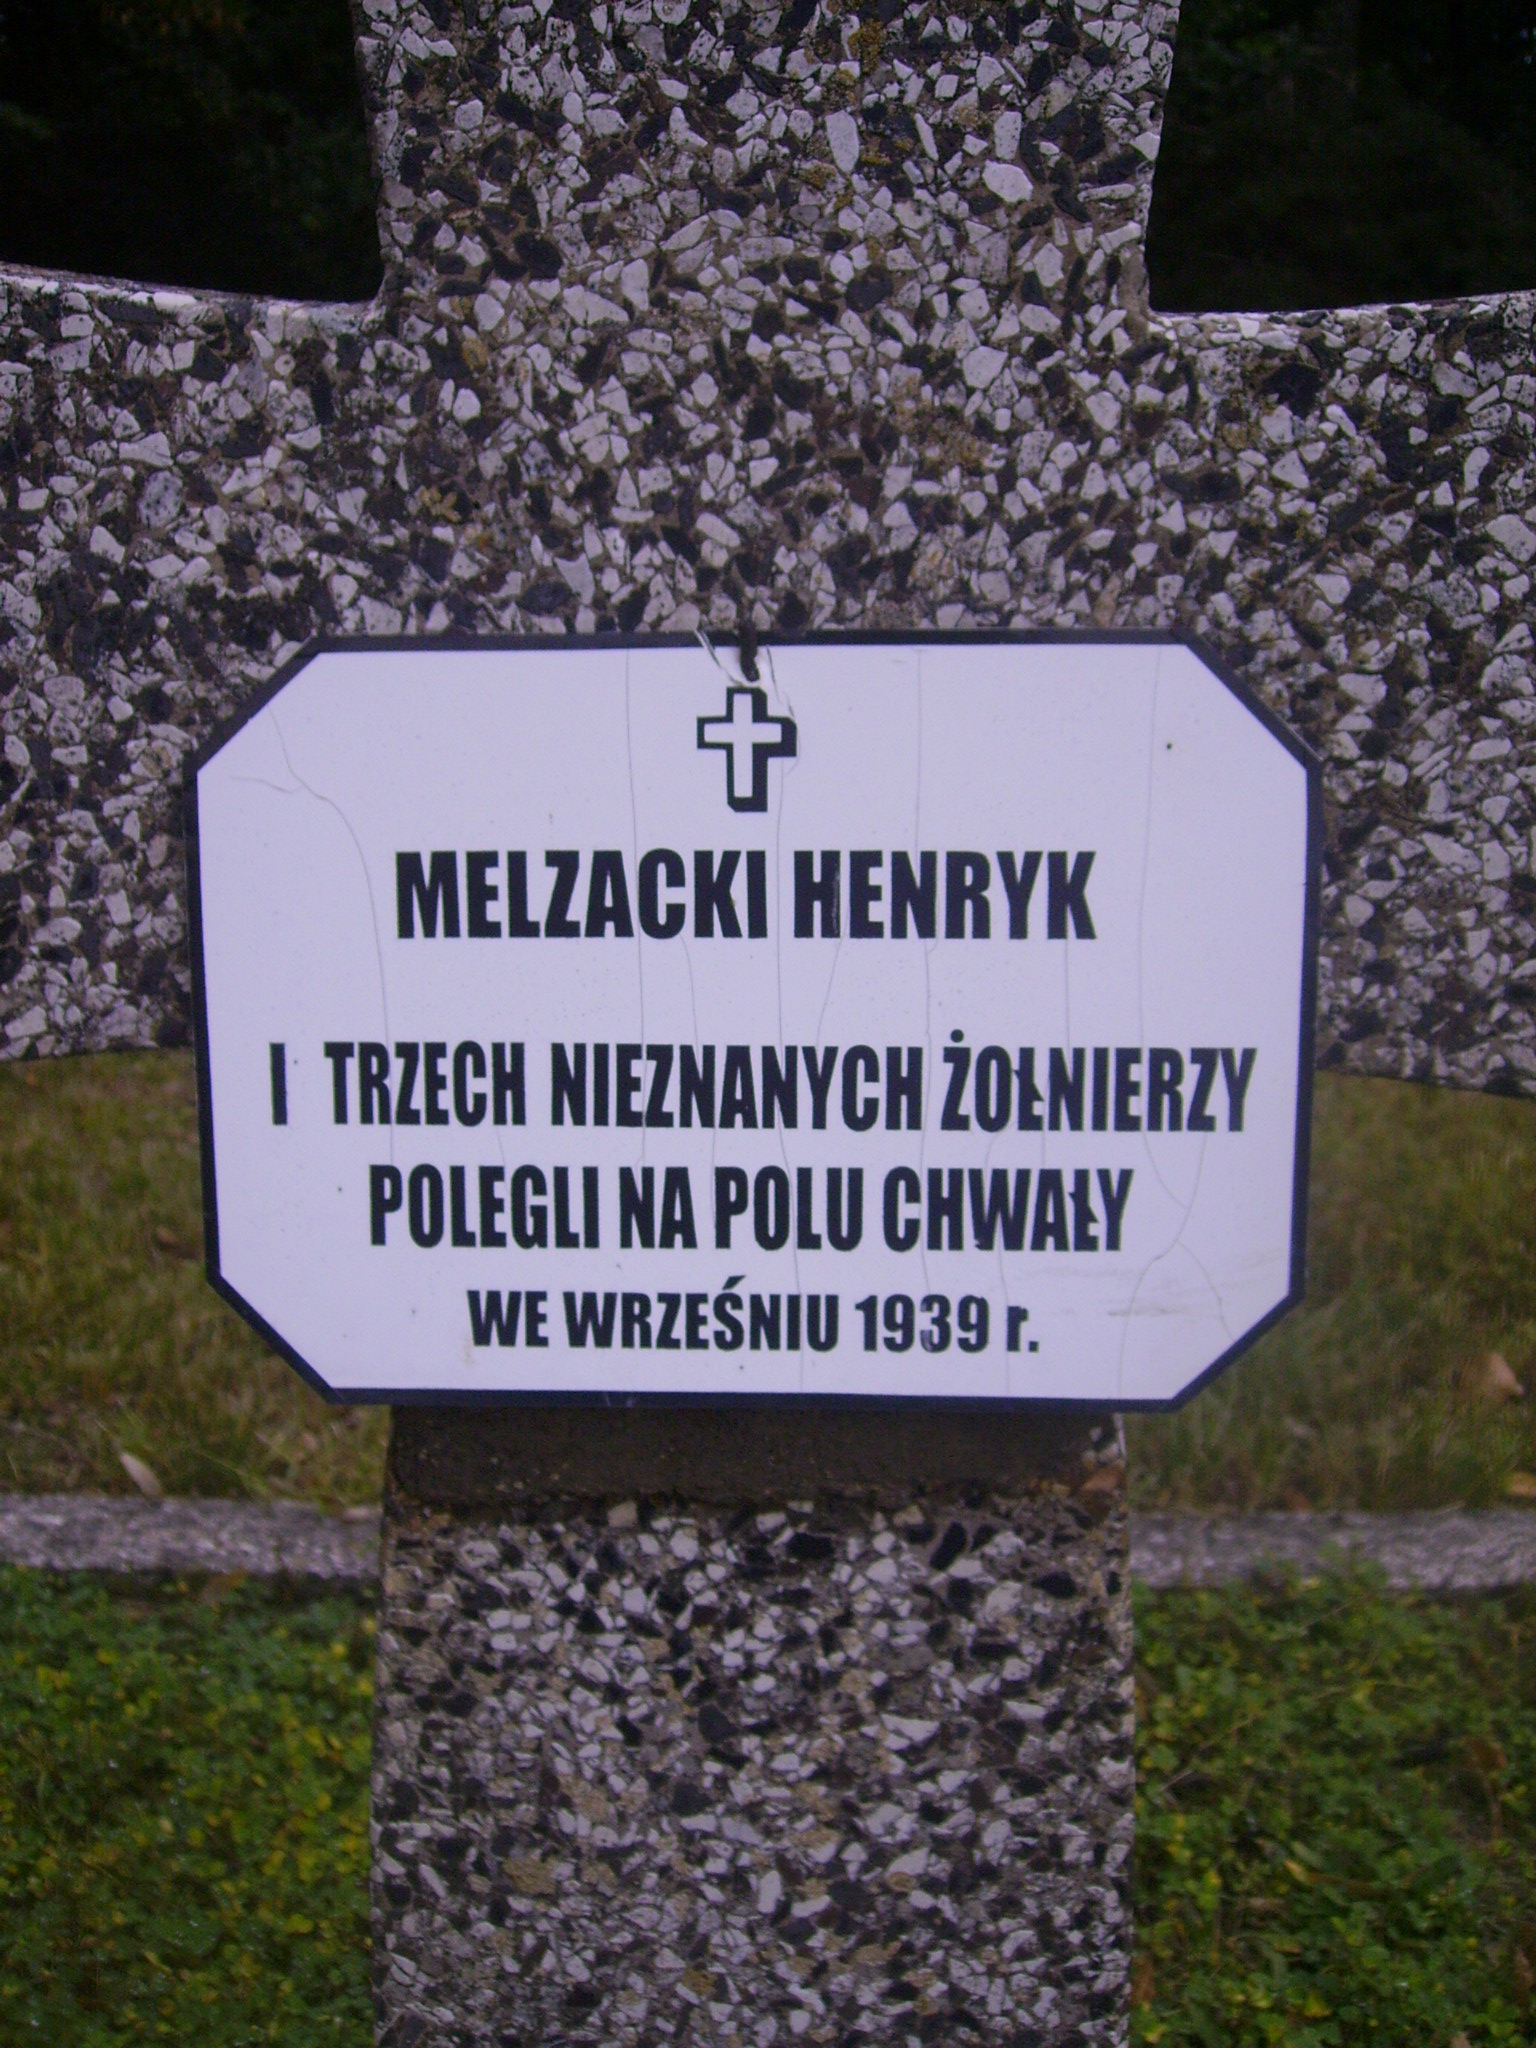 MELZACKI HENRYK
I TRZECH NIEZNANYCH ŻOŁNIERZY
POLEGLI NA POLU CHWAŁY
WE WRZEŚNIU 1939 r.